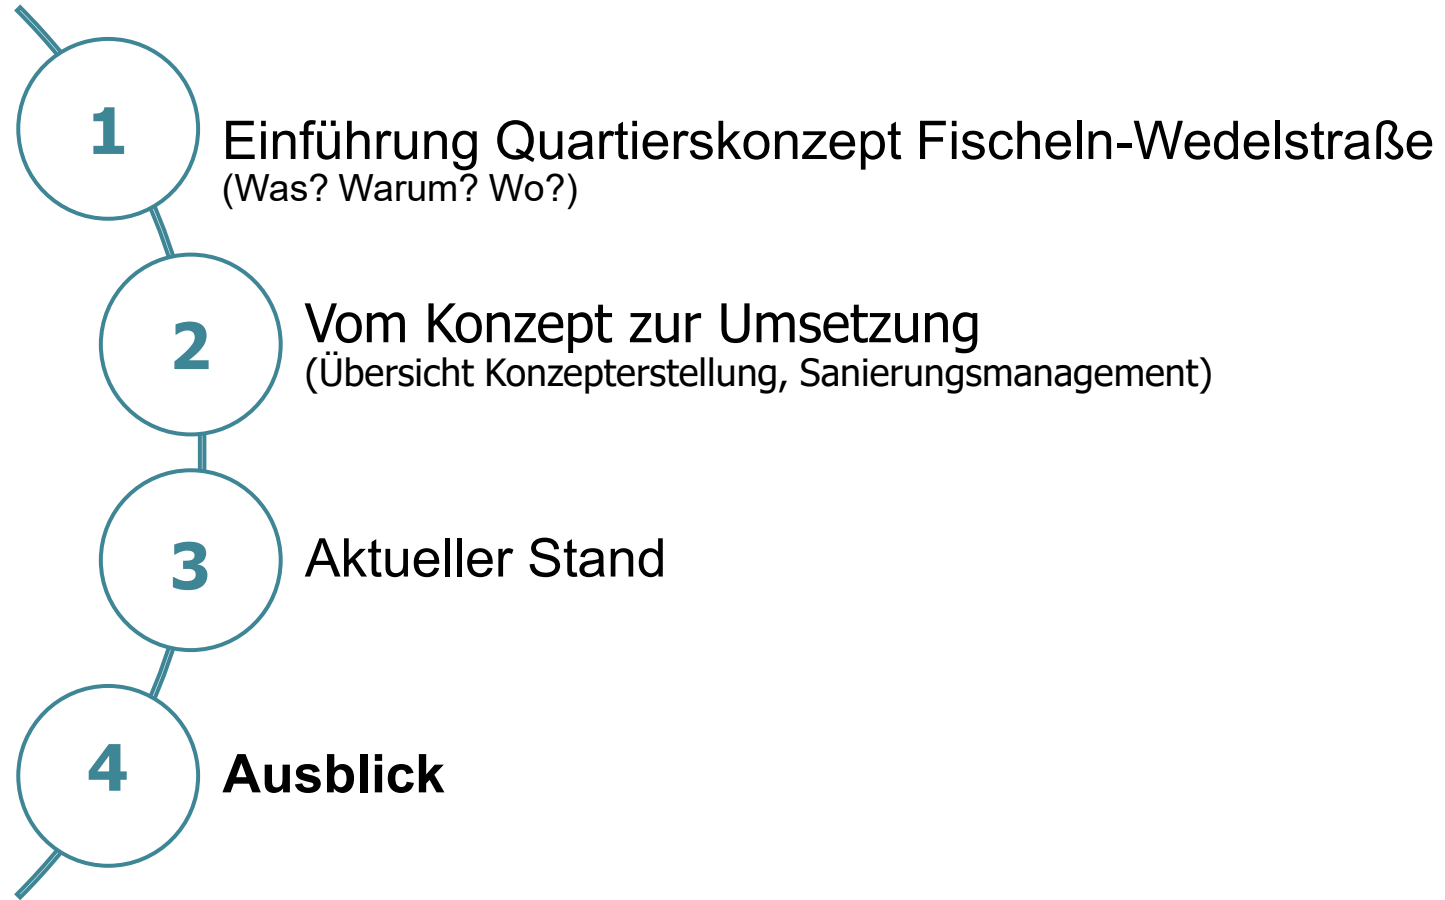 1
Einführung Quartierskonzept Fischeln-Wedelstraße
(Was? Warum? Wo?)
2
Vom Konzept zur Umsetzung
(Übersicht Konzepterstellung, Sanierungsmanagement)
3
Aktueller Stand
4
Ausblick